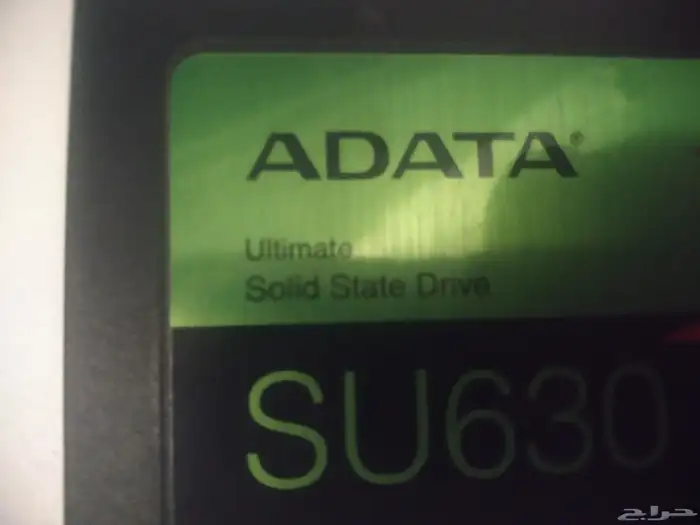 ADATA®
Ultimate
Solid State Drive
SU630
حراج